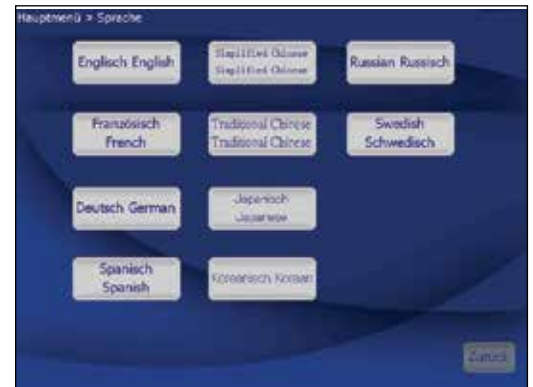 Hauptmenü > Sprache
Englisch English
Simplified Chinese
Simplified Chinese
Russian Russisch
Französisch
French
Traditional Chinese
Traditional Chinese
Swedish
Schwedisch
Deutsch German
Japanisch
Japanese
Spanisch
Spanish
Koreanisch Korean
Zurück